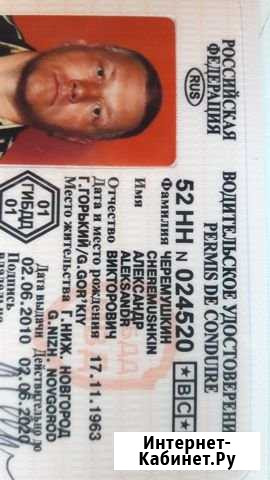 РОССИЙСКАЯ
ФЕДЕРАЦИЯ
RUS
ВОДИТЕЛЬСКОЕ УДОСТОВЕРЕНИ
PERMIS DE CONDUIRE
52 НН N 024520
B C
Фамилия ЧЕРЕМУШКИН
CHEREMUSHKIN
Имя АЛЕКСАНДР
ALEKSANDR
Отчество ВИКТОРОВИЧ
Дата и место рождения 17.11.1963
Г.ГОРЬКИЙ/G.GOR'KIY
Место жительства Г.НИЖ. НОВГОРОД
G.NIZH. NOVGOROD
Дата выдачи Действительно до
02.06.2010 02.06.2020
Подпись
01
ГИБДД
01
Интернет-
Кабинет.Ру